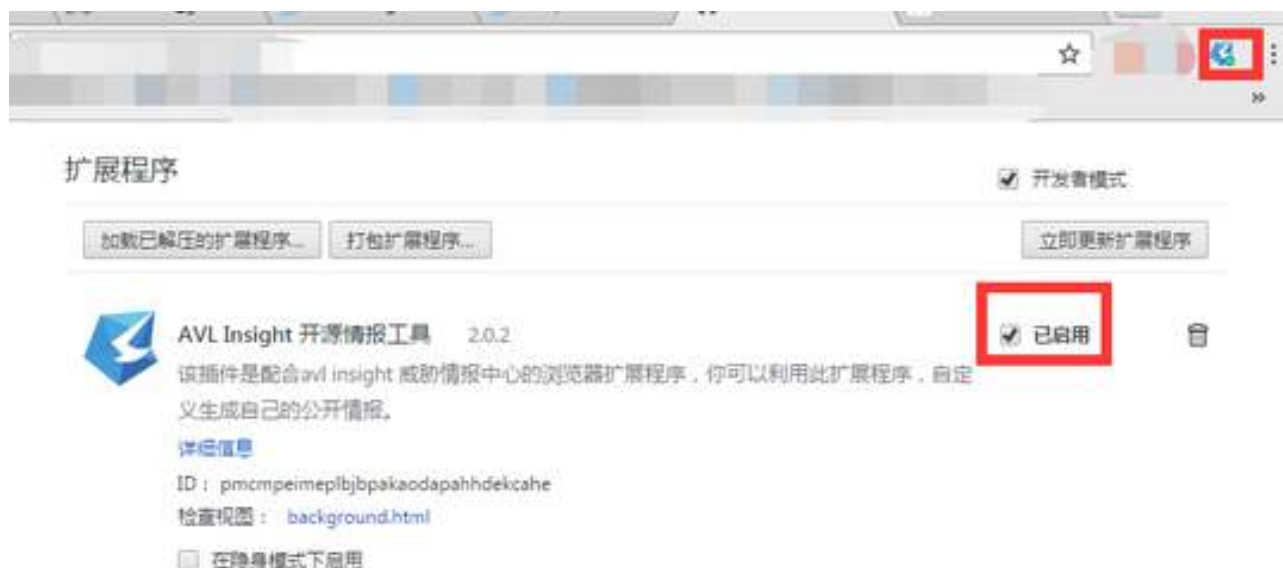 扩展程序
开发者模式
加载已解压的扩展程序...
打包扩展程序...
立即更新扩展程序
AVL Insight 开源情报工具 2.0.2
已启用
该插件是配合avl insight 威胁情报中心的浏览器扩展程序，你可以利用此扩展程序，自定
义生成自己的公开情报。
详细信息
ID： pmcmpeimeplbjbpakaodapahhdekcahe
检查视图： background.html
在隐身模式下启用